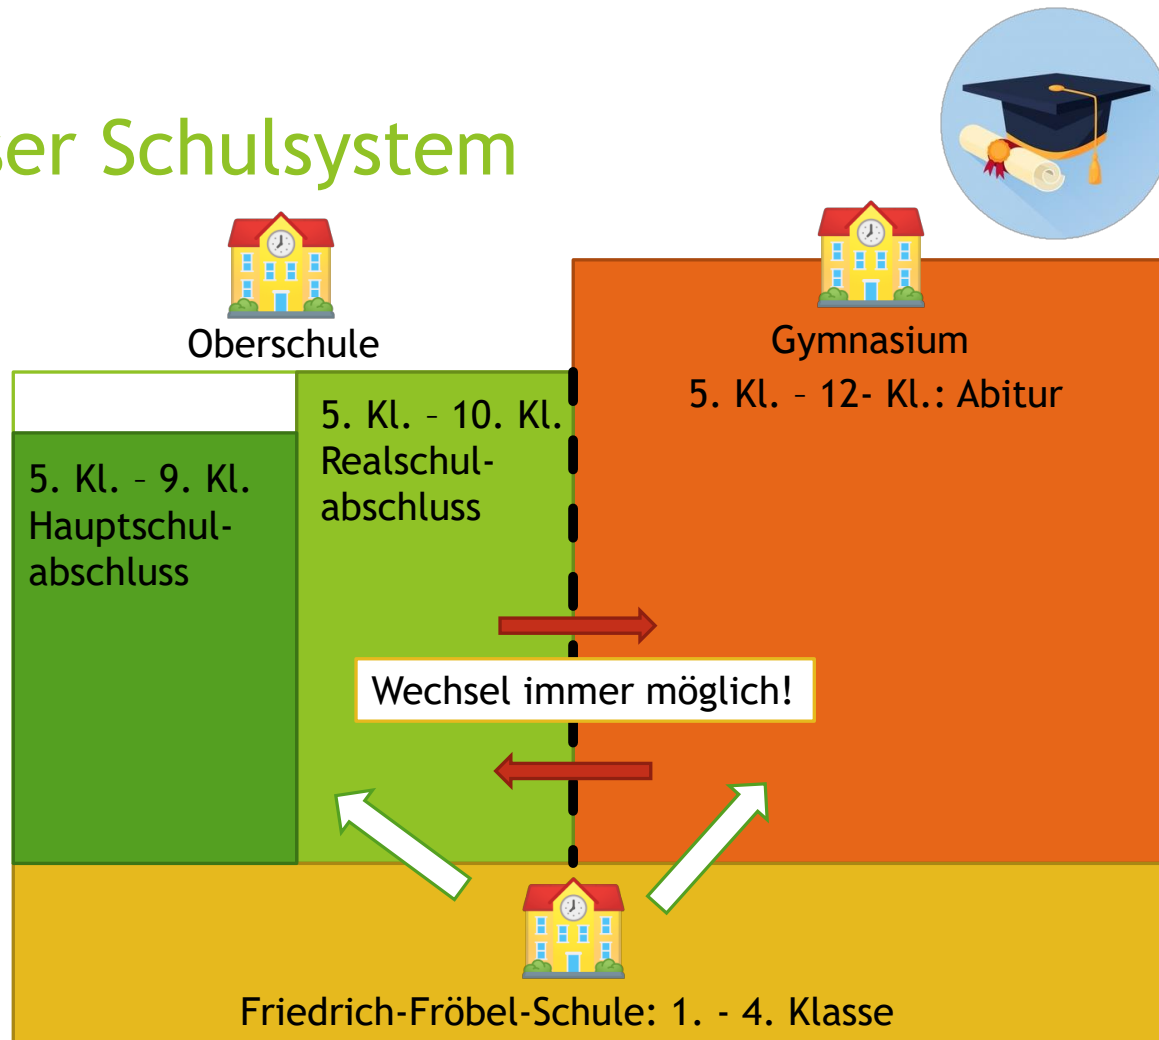 ser Schulsystem
Oberschule
Gymnasium
5. Kl. – 12- Kl.: Abitur
5. Kl. – 10. Kl.
Realschul-
abschluss
5. Kl. – 9. Kl.
Hauptschul-
abschluss
Wechsel immer möglich!
Friedrich-Fröbel-Schule: 1. - 4. Klasse